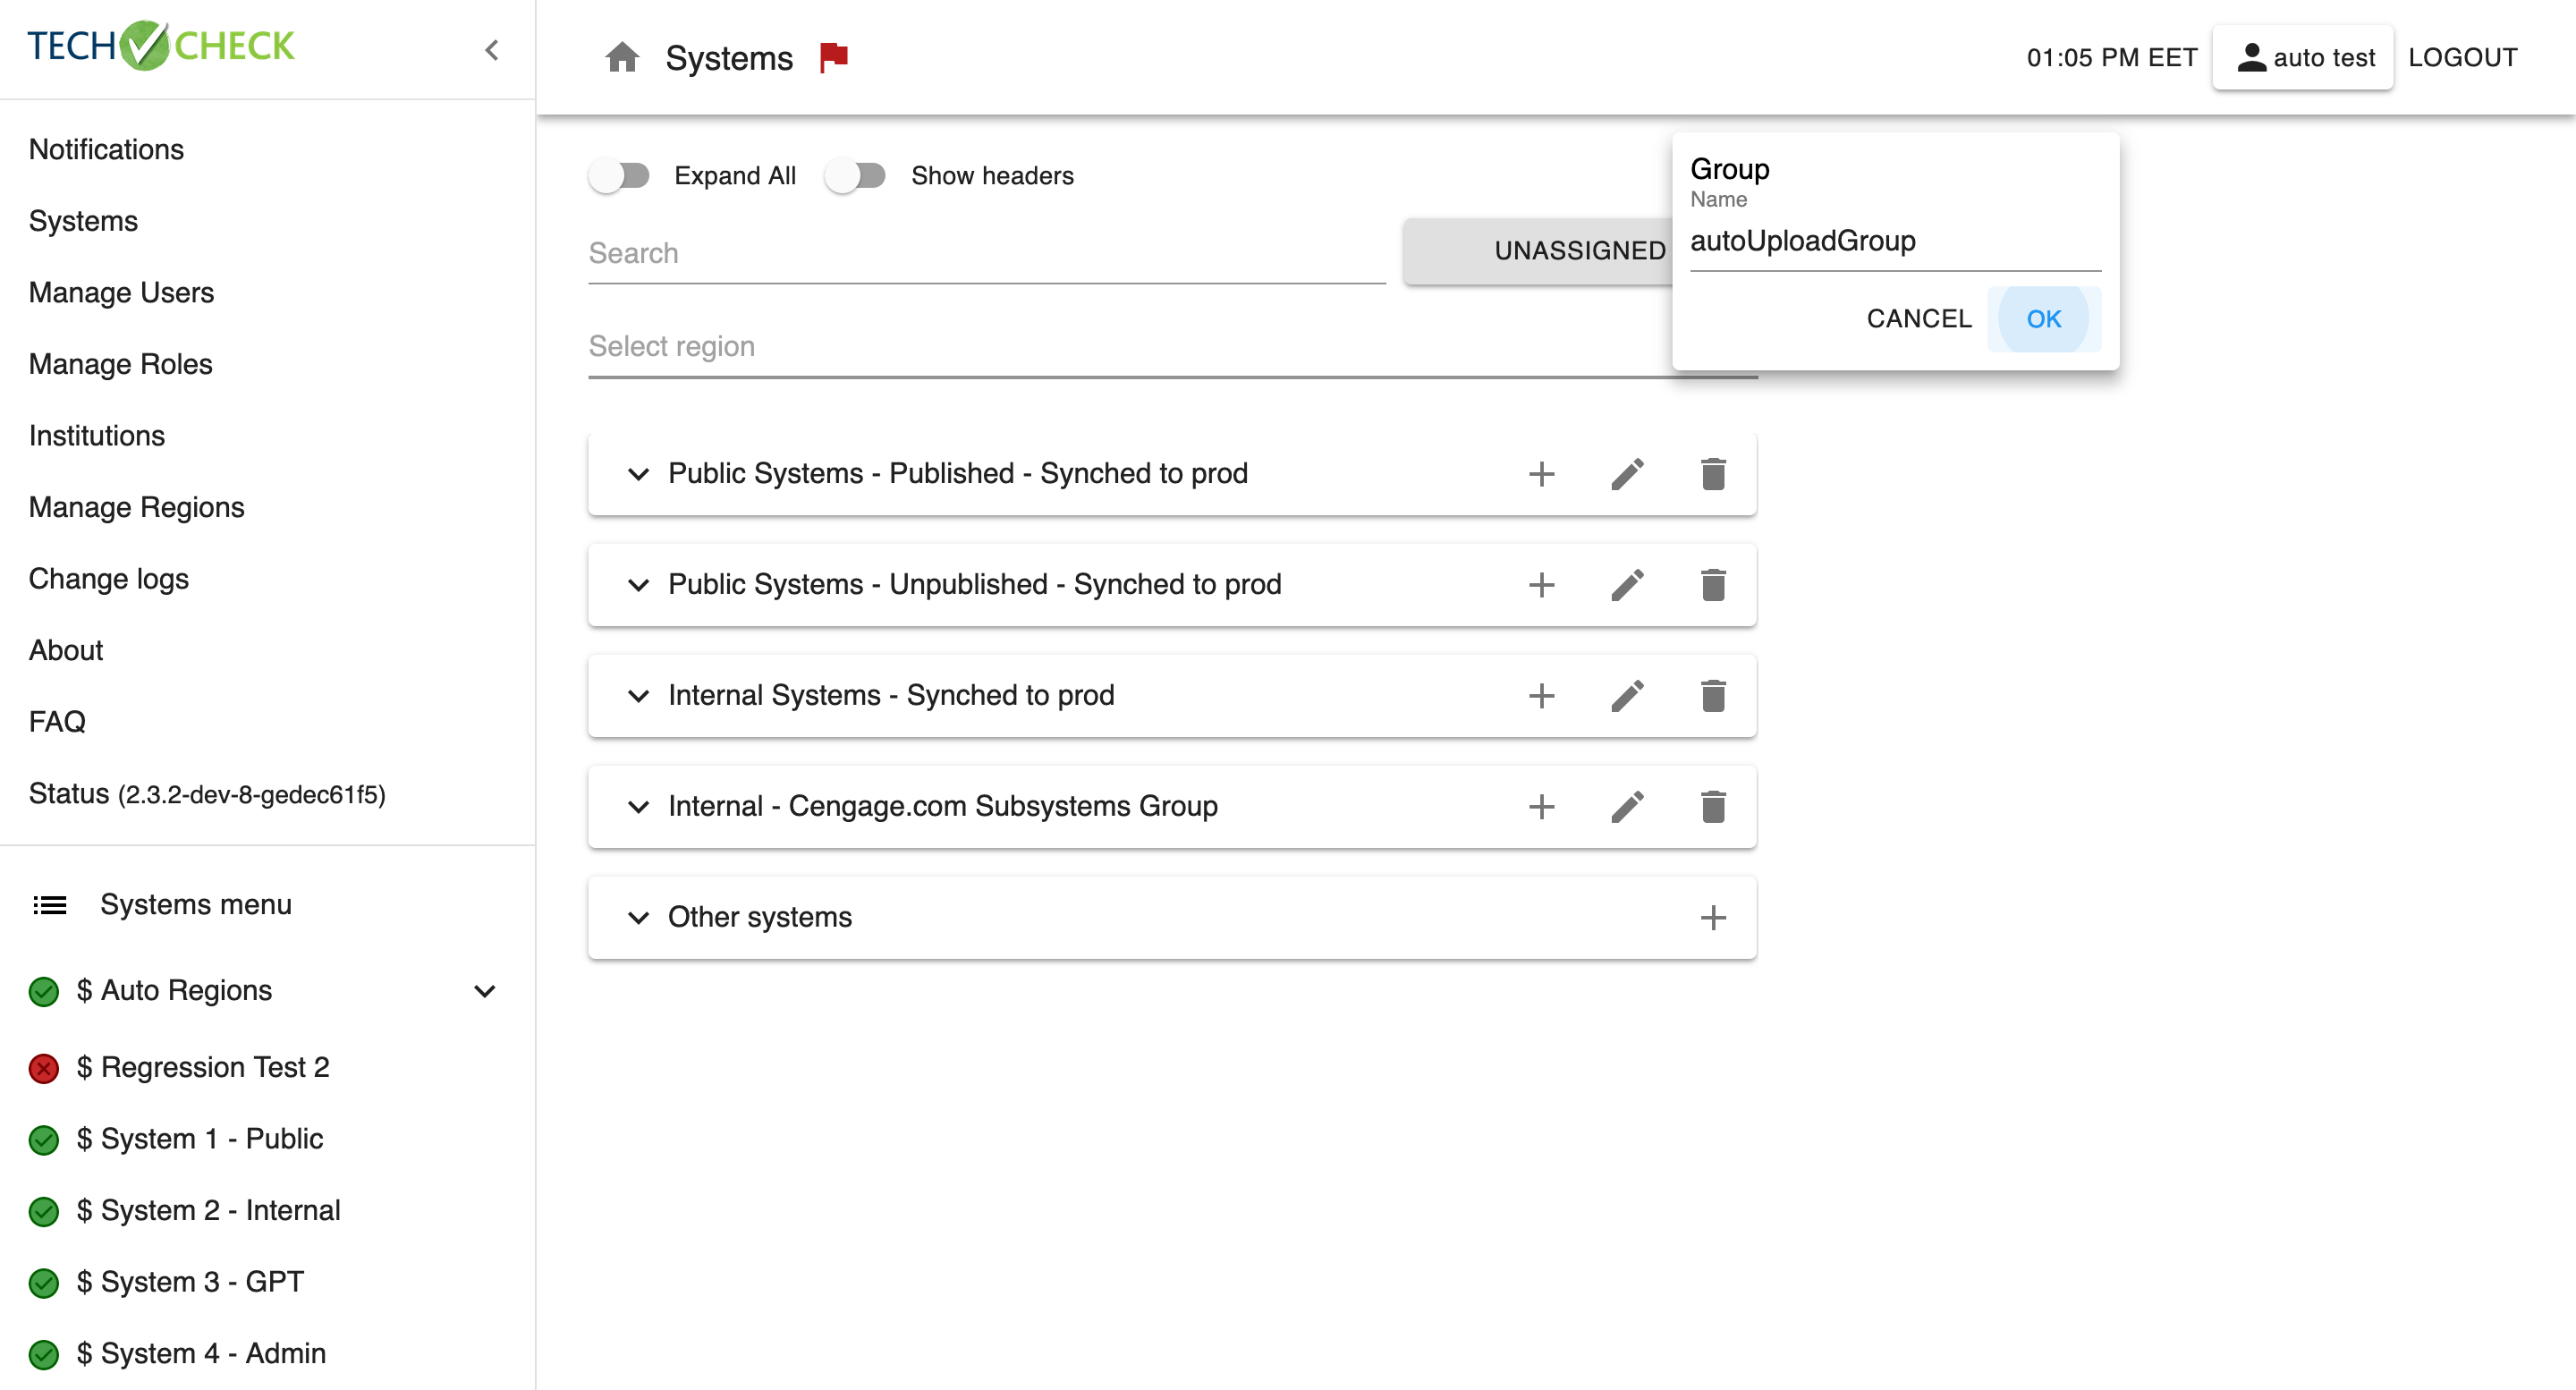 TECH CHECK
Notifications
Systems
Manage Users
Manage Roles
Institutions
Manage Regions
Change logs
About
FAQ
Status (2.3.2-dev-8-gedec61f5)
Systems menu
$ Auto Regions
$ Regression Test 2
$ System 1 - Public
$ System 2 - Internal
$ System 3 - GPT
$ System 4 - Admin
Systems
01:05 PM EET
auto test
LOGOUT
Expand All
Show headers
Search
UNASSIGNED
Select region
Group
Name
autoUploadGroup
CANCEL
OK
Public Systems - Published - Synched to prod
Public Systems - Unpublished - Synched to prod
Internal Systems - Synched to prod
Internal - Cengage.com Subsystems Group
Other systems